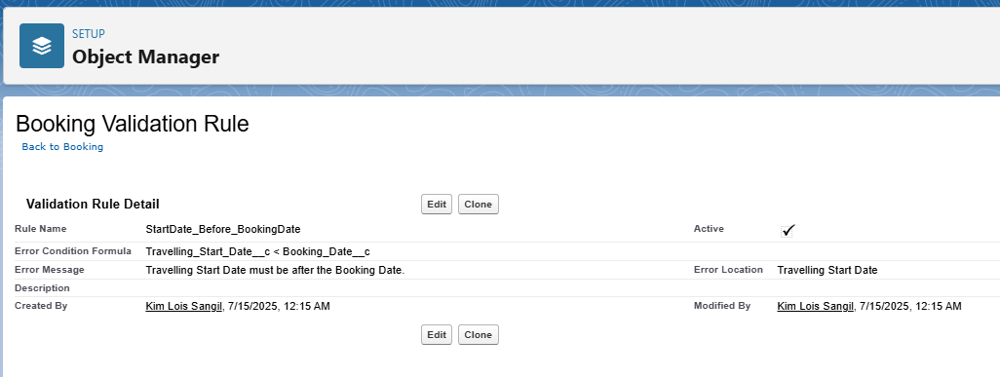 SETUP
Object Manager
Booking Validation Rule
Back to Booking
Validation Rule Detail
Edit Clone
Rule Name StartDate_Before_BookingDate Active
Error Condition Formula Travelling_Start_Date__c < Booking_Date__c
Error Message Travelling Start Date must be after the Booking Date. Error Location Travelling Start Date
Description
Created By Kim Lois Sangil, 7/15/2025, 12:15 AM Modified By Kim Lois Sangil, 7/15/2025, 12:15 AM
Edit Clone